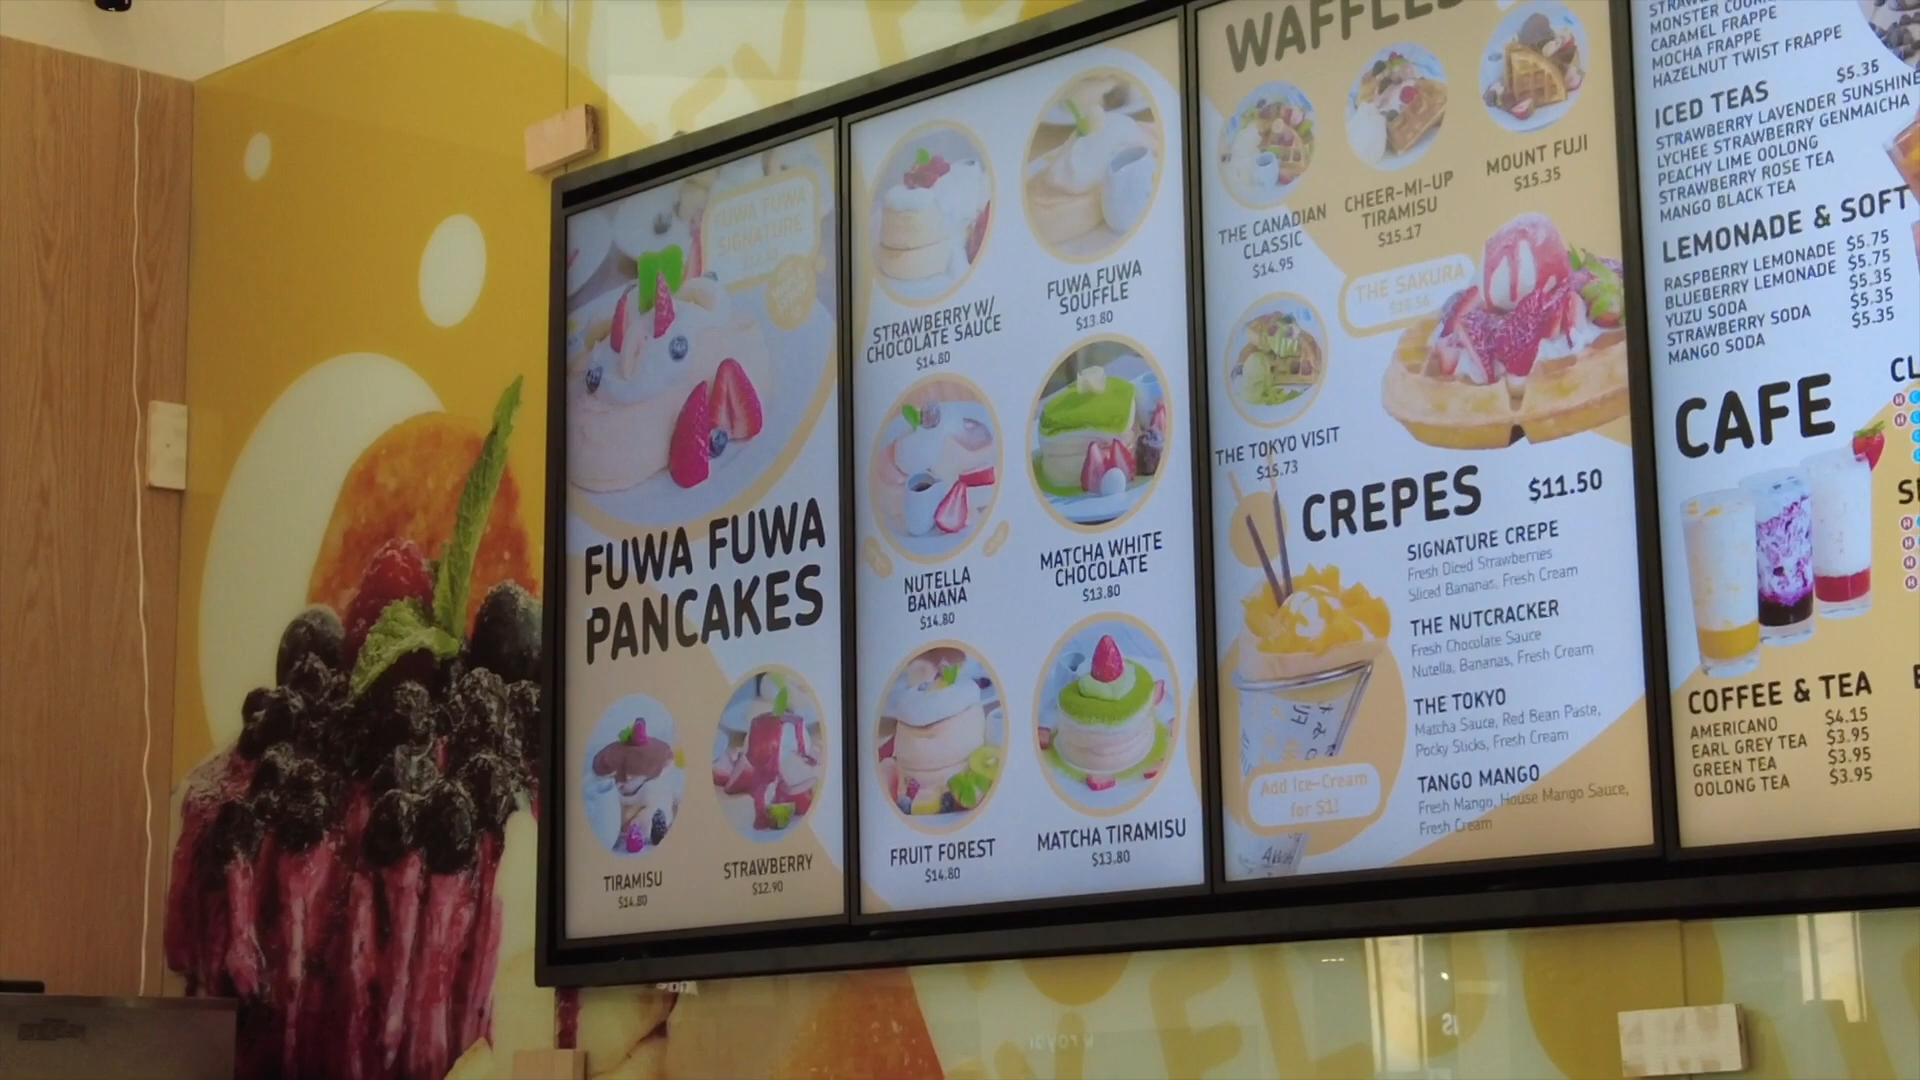 FUWA FUWA
SIGNATURE
FUWA FUWA
PANCAKES
TIRAMISU
$14.80
STRAWBERRY
$12.90
STRAWBERRY W/
CHOCOLATE SAUCE
$14.80
FUWA FUWA
SOUFFLE
$13.80
NUTELLA
BANANA
$14.80
MATCHA WHITE
CHOCOLATE
$13.80
FRUIT FOREST
$14.80
MATCHA TIRAMISU
$13.80
WAFFLES
THE CANADIAN
CLASSIC
$14.95
CHEER-MI-UP
TIRAMISU
$15.17
MOUNT FUJI
$15.35
THE SAKURA
THE TOKYO VISIT
$15.73
CREPES $11.50
SIGNATURE CREPE
Fresh Diced Strawberries
Sliced Bananas, Fresh Cream
THE NUTCRACKER
Fresh Chocolate Sauce
Nutella, Bananas, Fresh Cream
THE TOKYO
Matcha Sauce, Red Bean Paste,
Pocky Sticks, Fresh Cream
TANGO MANGO
Fresh Mango, House Mango Sauce,
Fresh Cream
Add Ice-Cream
for $1!
CARAMEL FRAPPE
MOCHA FRAPPE
HAZELNUT TWIST FRAPPE
ICED TEAS $5.35
STRAWBERRY LAVENDER SUNSHINE
LYCHEE STRAWBERRY GENMAICHA
PEACHY LIME OOLONG
STRAWBERRY ROSE TEA
MANGO BLACK TEA
LEMONADE & SOFT
RASPBERRY LEMONADE $5.75
BLUEBERRY LEMONADE $5.75
YUZU SODA $5.35
STRAWBERRY SODA $5.35
MANGO SODA $5.35
CAFE
COFFEE & TEA
AMERICANO $4.15
EARL GREY TEA $3.95
GREEN TEA $3.95
OOLONG TEA $3.95